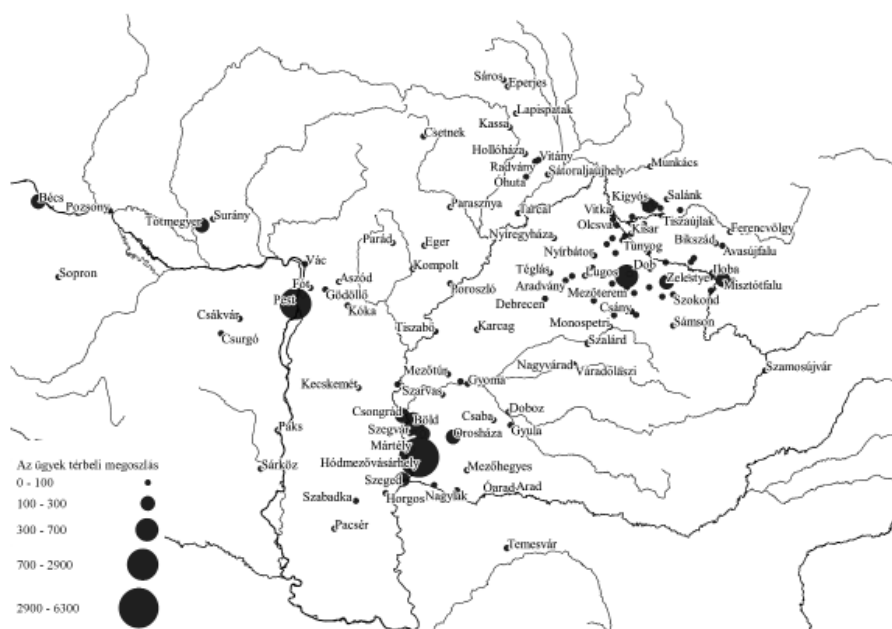 Sáros
Eperjes
Lapispatak
Kassa
Csetnek
Hollóháza
Vitány
Radvány
Sátoraljaújhely
Munkács
Óhuta
Bécs
Pozsony
Tótmegyer
Surány
Parasznya
Tarcal
Kígyós
Salánk
Vitka
Tiszaújlak
Olcsva
Kisar
Ferencvölgy
Nyíregyháza
Bikszád
Avasújfalu
Parád
Eger
Tunyog
Vác
Nyírbátor
Dob
Sopron
Aszód
Kompolt
Téglás
Lugos
Iloba
Fót
Gödöllő
Poroszló
Aradvány
Zelestye
Misztótfalu
Pest
Kóka
Debrecen
Mezőterem
Szokond
Csákvár
Csány
Csurgó
Tiszabő
Karcag
Monospetri
Sámson
Szalárd
Mezőtúr
Nagyvárad
Váradólászi
Szamosújvár
Kecskemét
Gyoma
Szarvas
Csongrád
Böld
Csaba
Doboz
Paks
Szegvár
Orosháza
Gyula
Mártély
Az ügyek térbeli megoszlás
Sárköz
Hódmezővásárhely
Mezőhegyes
0 - 100
Szeged
Óarad
Arad
100 - 300
Szabadka
Horgos
Nagylak
300 - 700
Pacsér
Temesvár
700 - 2900
2900 - 6300